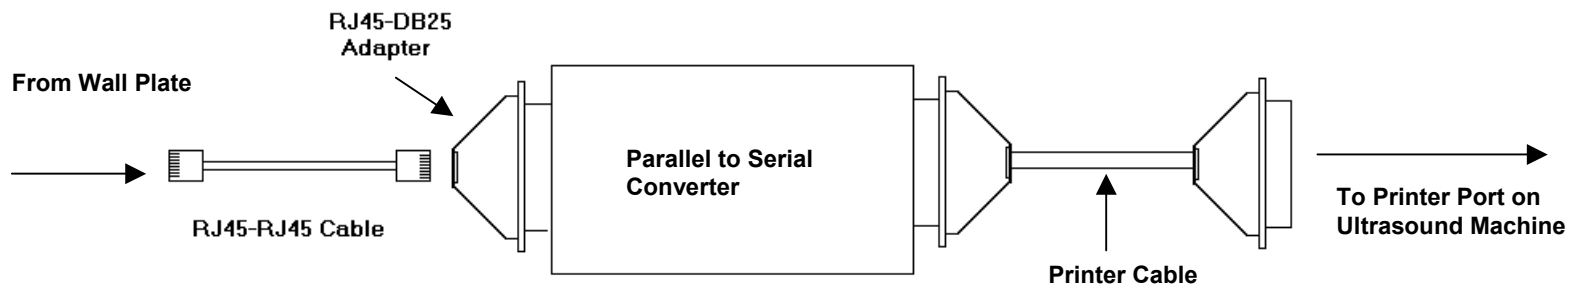 RJ45-DB25
Adapter
From Wall Plate
Parallel to Serial
Converter
RJ45-RJ45 Cable
To Printer Port on
Ultrasound Machine
Printer Cable